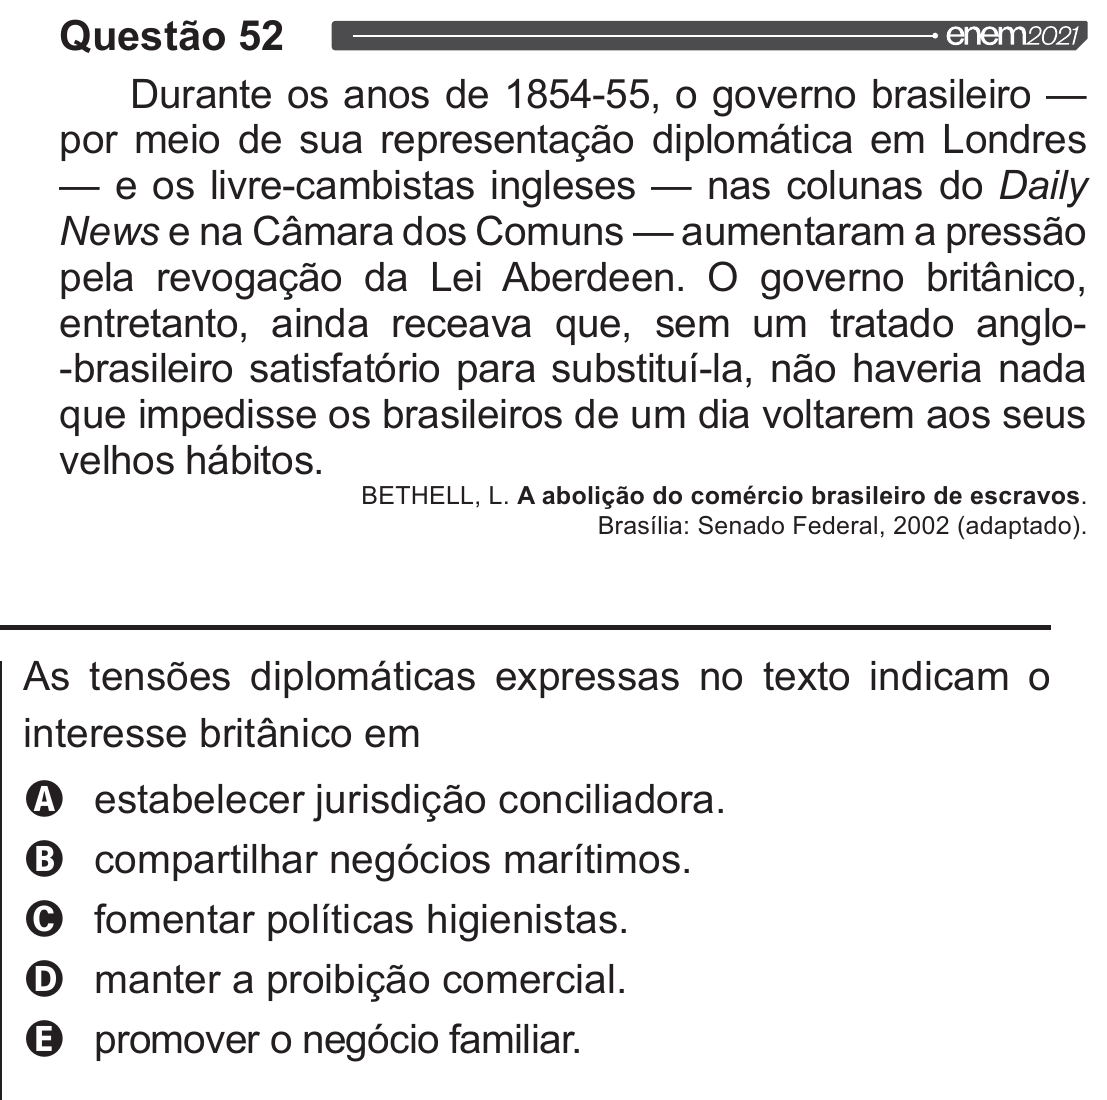 Questão 52
enem2021
Durante os anos de 1854-55, o governo brasileiro —
por meio de sua representação diplomática em Londres
— e os livre-cambistas ingleses — nas colunas do Daily
News e na Câmara dos Comuns — aumentaram a pressão
pela revogação da Lei Aberdeen. O governo britânico,
entretanto, ainda receava que, sem um tratado anglo-
-brasileiro satisfatório para substituí-la, não haveria nada
que impedisse os brasileiros de um dia voltarem aos seus
velhos hábitos.
BETHELL, L. A abolição do comércio brasileiro de escravos.
Brasília: Senado Federal, 2002 (adaptado).
As tensões diplomáticas expressas no texto indicam o
interesse britânico em
A estabelecer jurisdição conciliadora.
B compartilhar negócios marítimos.
C fomentar políticas higienistas.
D manter a proibição comercial.
E promover o negócio familiar.